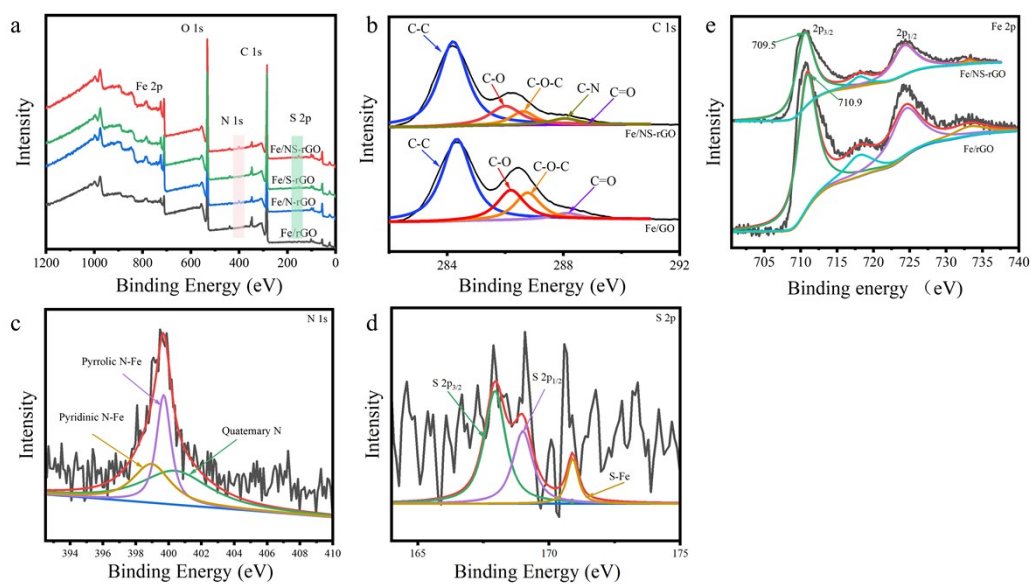 a
O 1s
C 1s
Fe 2p
N 1s
S 2p
Fe/NS-rGO
Fe/S-rGO
Fe/N-rGO
Fe/rGO
Intensity
1200 1000 800 600 400 200 0
Binding Energy (eV)
b
C 1s
C-C
C-O
C-O-C
C-N
C=O
Fe/NS-rGO
C-C
C-O
C-O-C
C=O
Fe/GO
Intensity
284 288 292
Binding Energy (eV)
e
Fe 2p
2p3/2
2p1/2
709.5
710.9
Fe/NS-rGO
Fe/rGO
Intensity
705 710 715 720 725 730 735 740
Binding energy （eV）
c
N 1s
Pyrrolic N-Fe
Pyridinic N-Fe
Quaternary N
Intensity
394 396 398 400 402 404 406 408 410
Binding Energy (eV)
d
S 2p
S 2p3/2
S 2p1/2
S-Fe
Intensity
165 170 175
Binding Energy (eV)